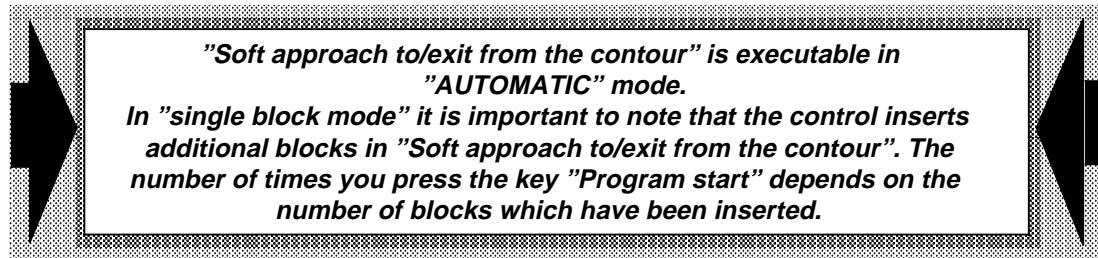 ”Soft approach to/exit from the contour” is executable in
”AUTOMATIC” mode.
In ”single block mode” it is important to note that the control inserts
additional blocks in ”Soft approach to/exit from the contour”. The
number of times you press the key ”Program start” depends on the
number of blocks which have been inserted.